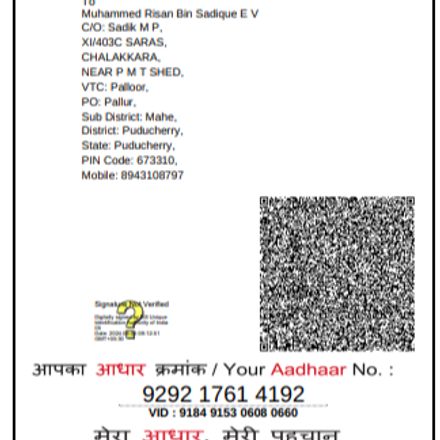 To
Muhammed Risan Bin Sadique E V
C/O: Sadik M P,
XI/403C SARAS,
CHALAKKARA,
NEAR P M T SHED,
VTC: Palloor,
PO: Pallur,
Sub District: Mahe,
District: Puducherry,
State: Puducherry,
PIN Code: 673310,
Mobile: 8943108797
Signature Not Verified
आपका आधार क्रमांक / Your Aadhaar No. :
9292 1761 4192
VID : 9184 9153 0608 0660
मेरा आधार, मेरी पहचान